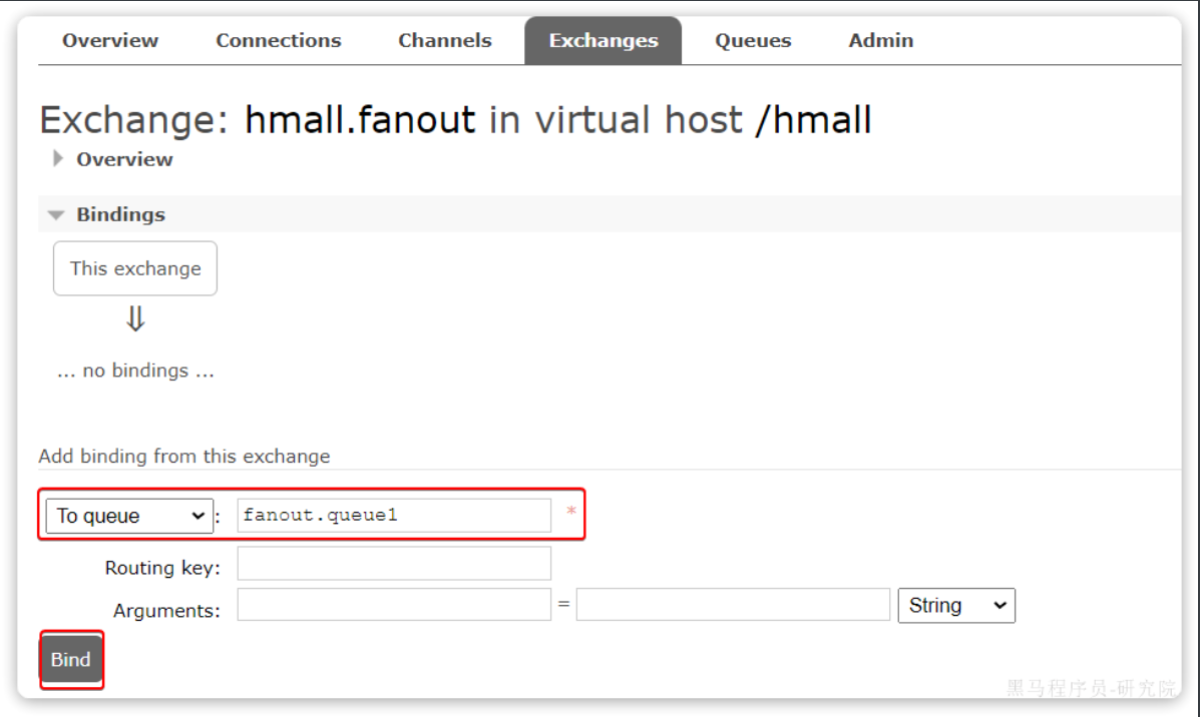 Overview Connections Channels Exchanges Queues Admin
Exchange: hmall.fanout in virtual host /hmall
Overview
Bindings
This exchange
⇓
... no bindings ...
Add binding from this exchange
To queue : fanout.queue1 *
Routing key:
Arguments: = String
Bind
黑马程序员-研究院